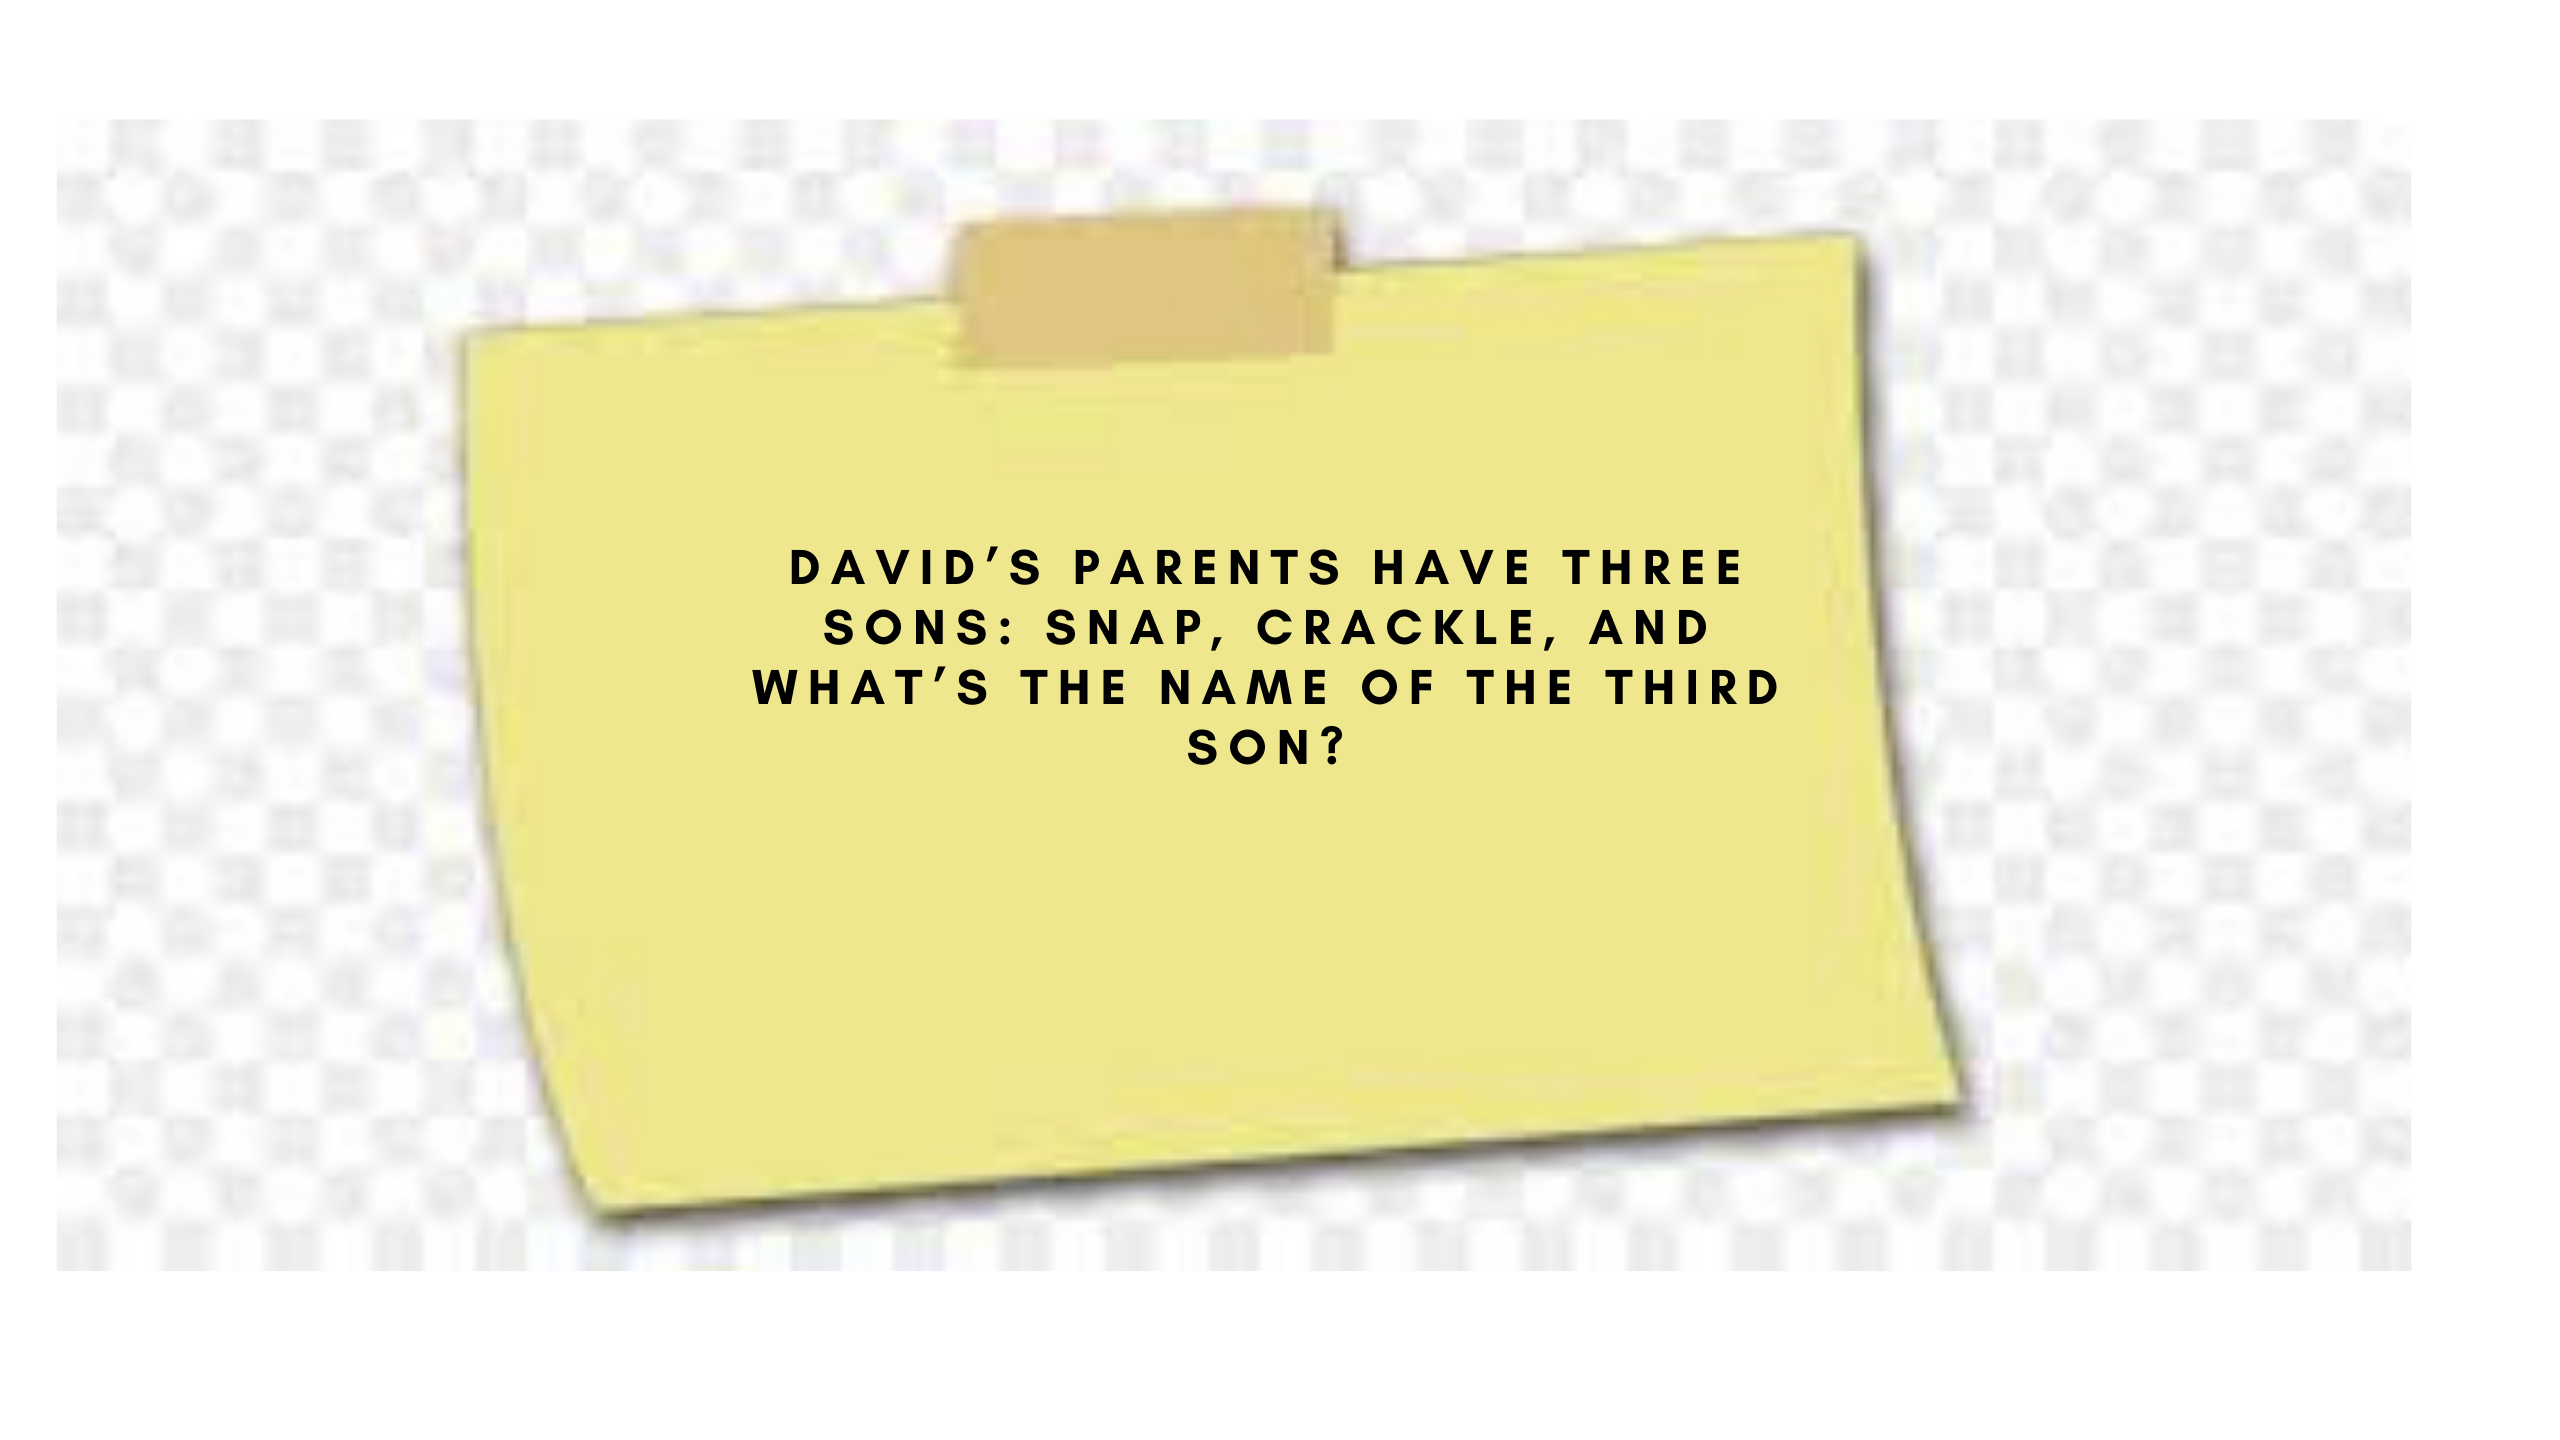 DAVID’S PARENTS HAVE THREE
SONS: SNAP, CRACKLE, AND
WHAT’S THE NAME OF THE THIRD
SON?